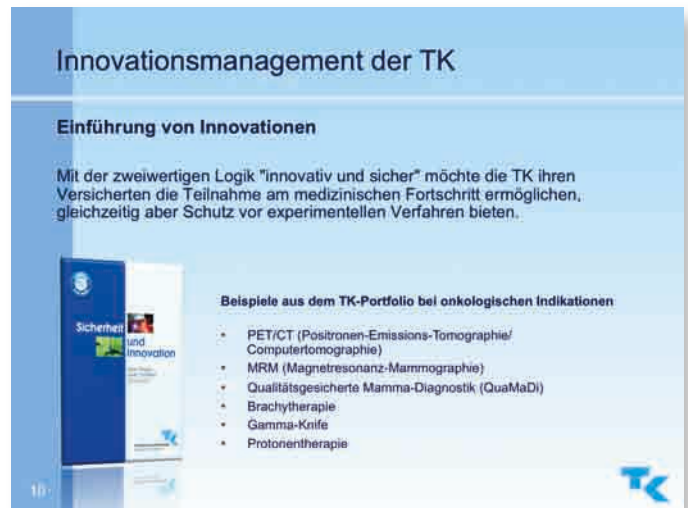 Innovationsmanagement der TK
Einführung von Innovationen
Mit der zweiwertigen Logik "innovativ und sicher" möchte die TK ihren
Versicherten die Teilnahme am medizinischen Fortschritt ermöglichen,
gleichzeitig aber Schutz vor experimentellen Verfahren bieten.
Sicherheit
und
Innovation
Beispiele aus dem TK-Portfolio bei onkologischen Indikationen
• PET/CT (Positronen-Emissions-Tomographie/
Computertomographie)
• MRM (Magnetresonanz-Mammographie)
• Qualitätsgesicherte Mamma-Diagnostik (QuaMaDi)
• Brachytherapie
• Gamma-Knife
• Protonentherapie
TK
10
TK